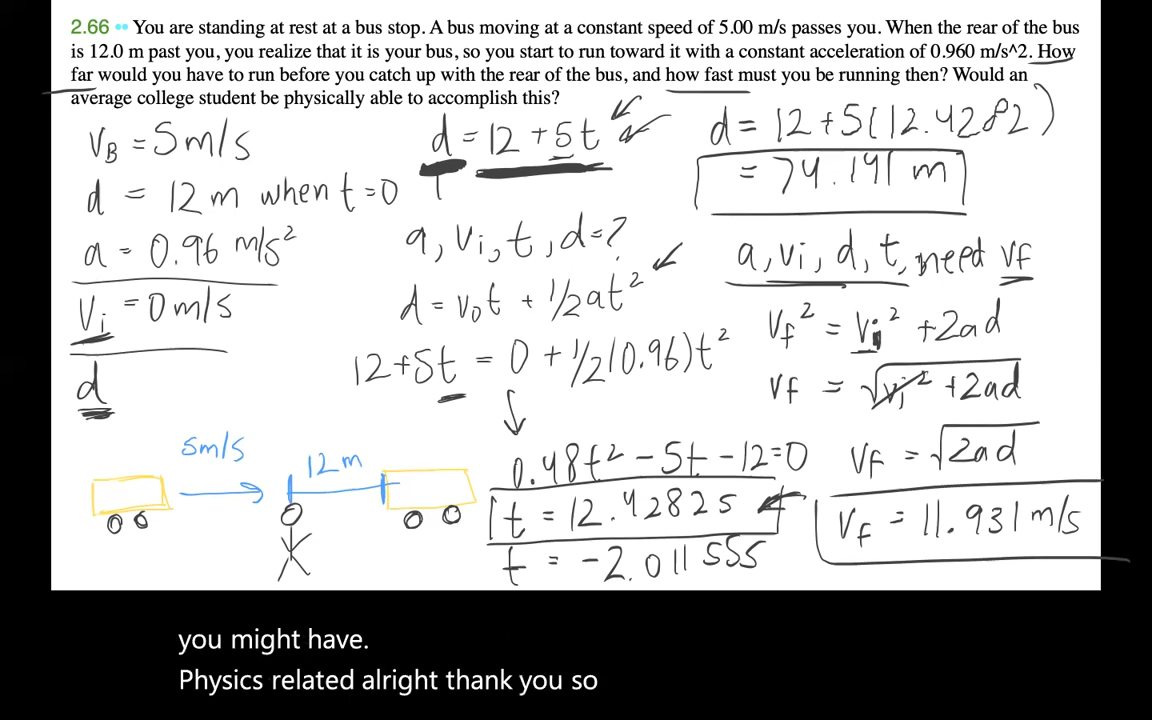 2.66 •• You are standing at rest at a bus stop. A bus moving at a constant speed of 5.00 m/s passes you. When the rear of the bus
is 12.0 m past you, you realize that it is your bus, so you start to run toward it with a constant acceleration of 0.960 m/s^2. How
far would you have to run before you catch up with the rear of the bus, and how fast must you be running then? Would an
average college student be physically able to accomplish this?
V_B = 5m/s
d = 12 m when t=0
a = 0.96 m/s²
Vi = 0m/s
d
d = 12 + 5t
a, Vi, t, d=?
d = V₀t + 1/2at²
12+5t = 0 + 1/2(0.96)t²
0.48t² - 5t - 12=0
t = 12.4282s
t = -2.0115ss
d = 12+5(12.4282)
= 74.141 m
a, vi, d, t, need vf
Vf² = Vi² +2ad
Vf = √Vi² +2ad
Vf = √2ad
Vf = 11.931 m/s
5m/s
12m
you might have.
Physics related alright thank you so